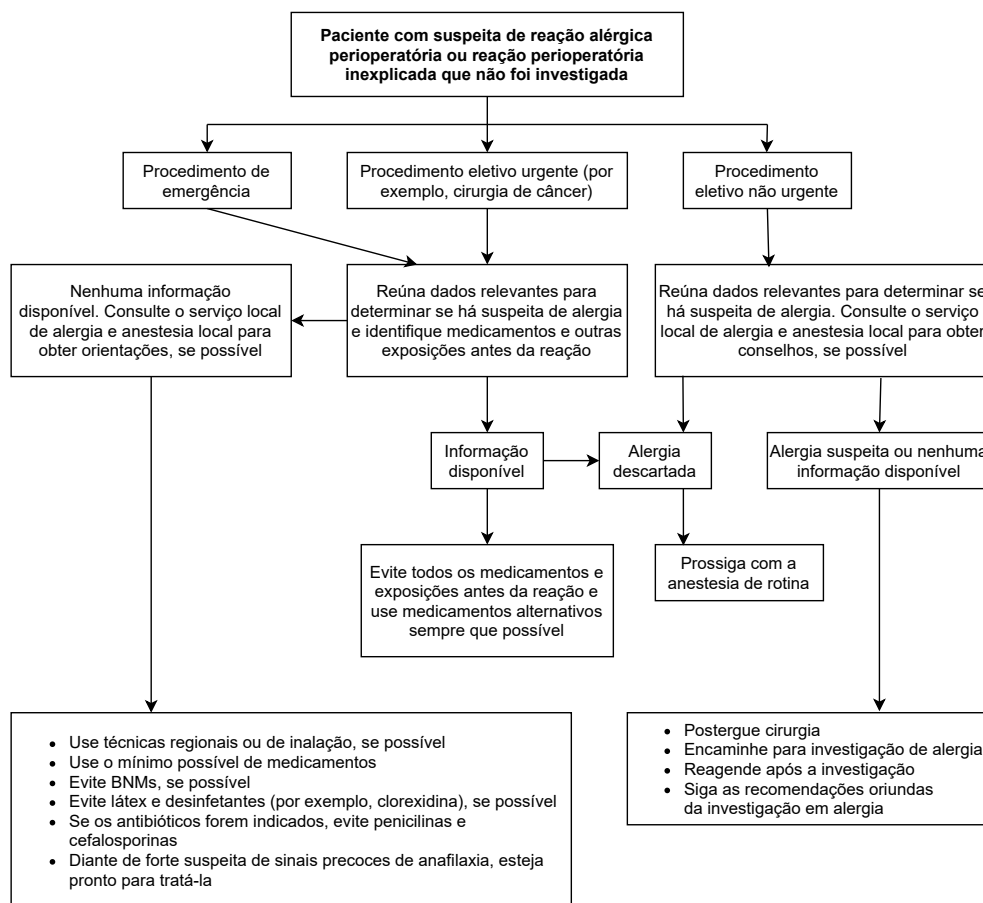 Paciente com suspeita de reação alérgica
perioperatória ou reação perioperatória
inexplicada que não foi investigada
Procedimento de
emergência
Procedimento eletivo urgente (por
exemplo, cirurgia de câncer)
Procedimento
eletivo não urgente
Nenhuma informação
disponível. Consulte o serviço local
de alergia e anestesia local para
obter orientações, se possível
Reúna dados relevantes para
determinar se há suspeita de alergia
e identifique medicamentos e outras
exposições antes da reação
Reúna dados relevantes para determinar se
há suspeita de alergia. Consulte o serviço
local de alergia e anestesia local para obter
conselhos, se possível
Informação
disponível
Alergia
descartada
Alergia suspeita ou nenhuma
informação disponível
Evite todos os medicamentos e
exposições antes da reação e
use medicamentos alternativos
sempre que possível
Prossiga com a
anestesia de rotina
• Use técnicas regionais ou de inalação, se possível
• Use o mínimo possível de medicamentos
• Evite BNMs, se possível
• Evite látex e desinfetantes (por exemplo, clorexidina), se possível
• Se os antibióticos forem indicados, evite penicilinas e
cefalosporinas
• Diante de forte suspeita de sinais precoces de anafilaxia, esteja
pronto para tratá-la
• Postergue cirurgia
• Encaminhe para investigação de alergia
• Reagende após a investigação
• Siga as recomendações oriundas
da investigação em alergia